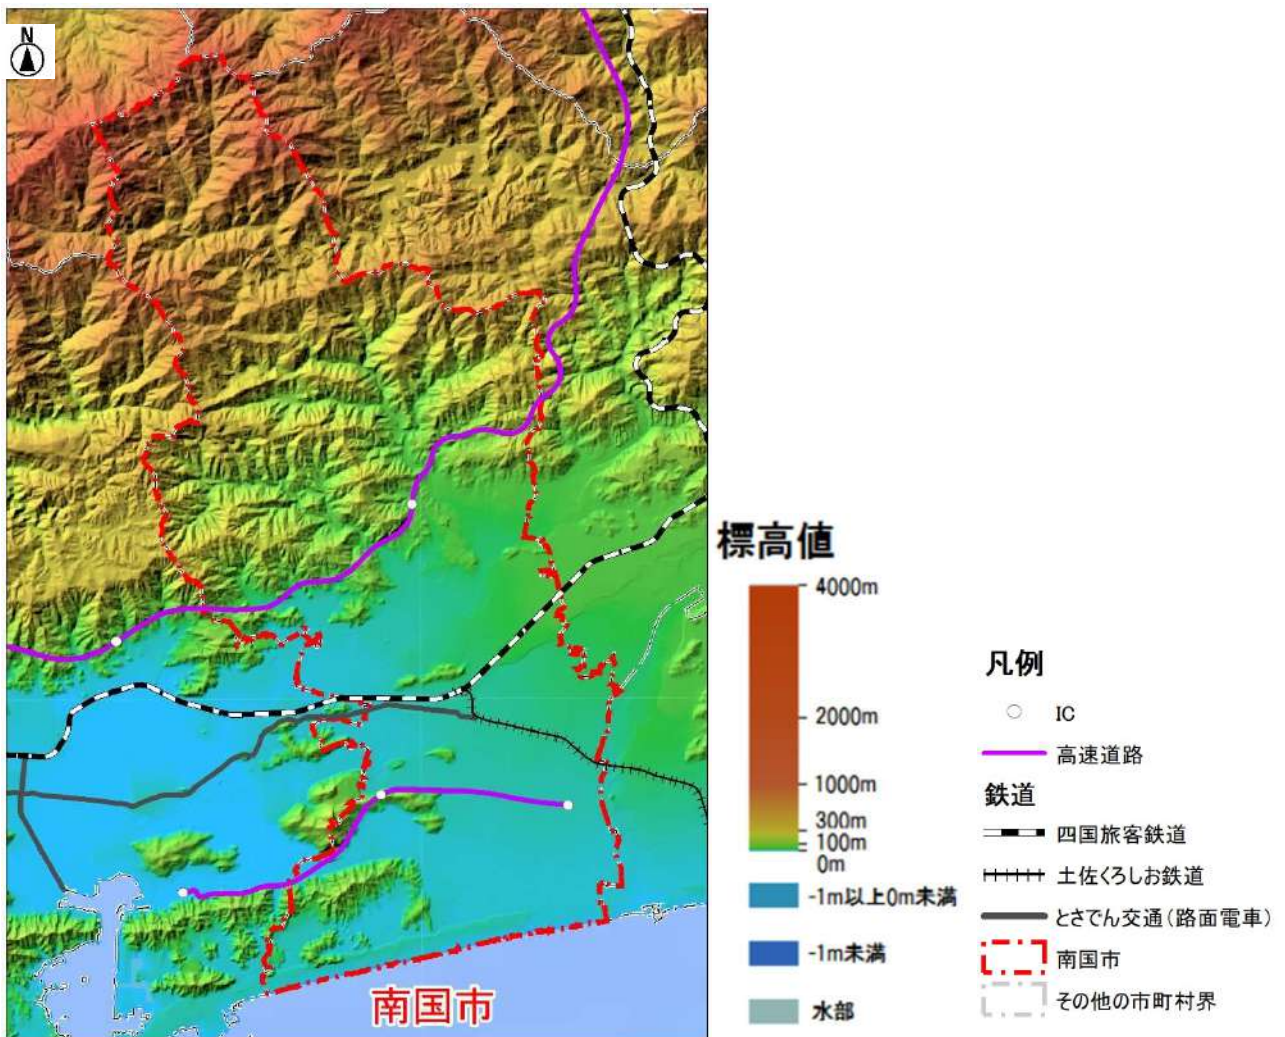 N
南国市
標高値
4000m
2000m
1000m
300m
100m
0m
-1m以上0m未満
-1m未満
水部
凡例
IC
高速道路
鉄道
四国旅客鉄道
土佐くろしお鉄道
とさでん交通(路面電車)
南国市
その他の市町村界